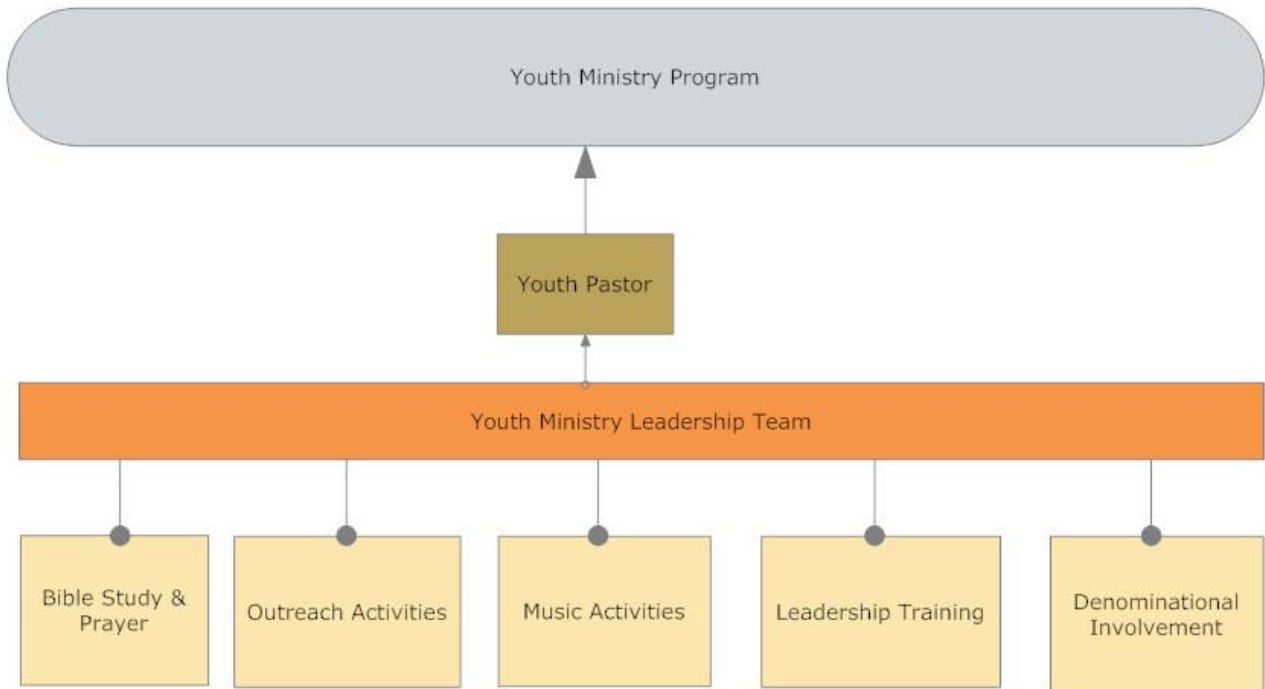 Youth Ministry Program
Youth Pastor
Youth Ministry Leadership Team
Bible Study &
Prayer
Outreach Activities
Music Activities
Leadership Training
Denominational
Involvement